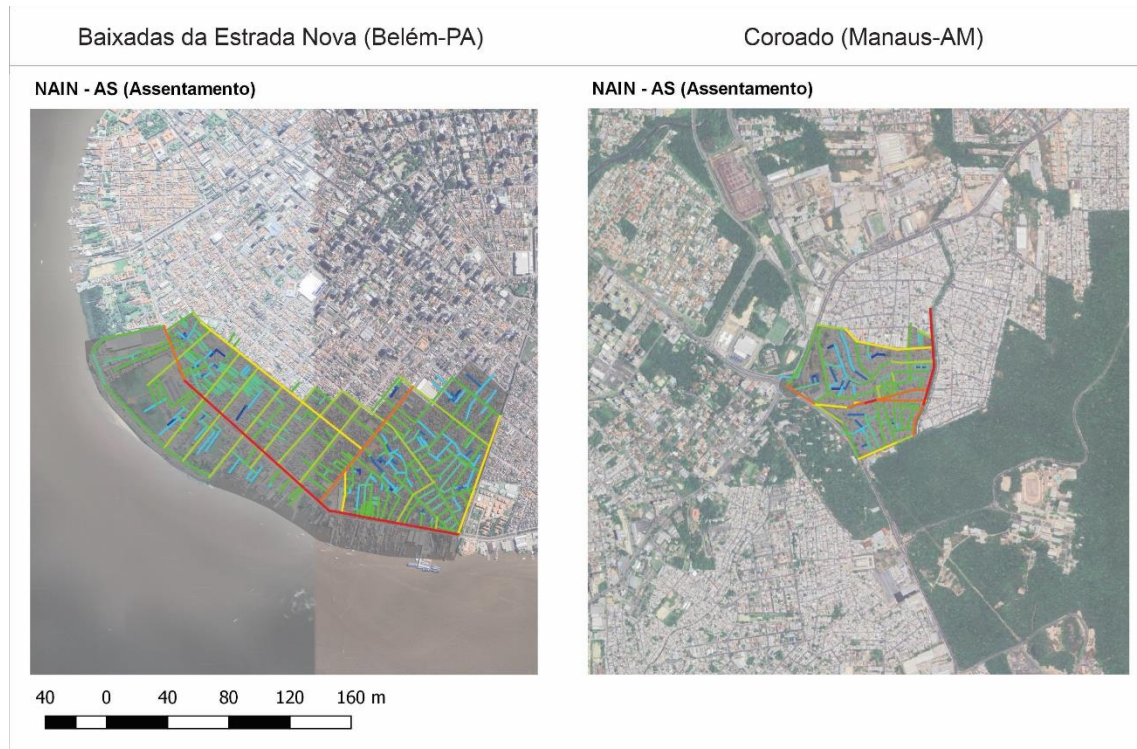 Baixadas da Estrada Nova (Belém-PA)
Coroado (Manaus-AM)
NAIN - AS (Assentamento)
NAIN - AS (Assentamento)
40 0 40 80 120 160 m